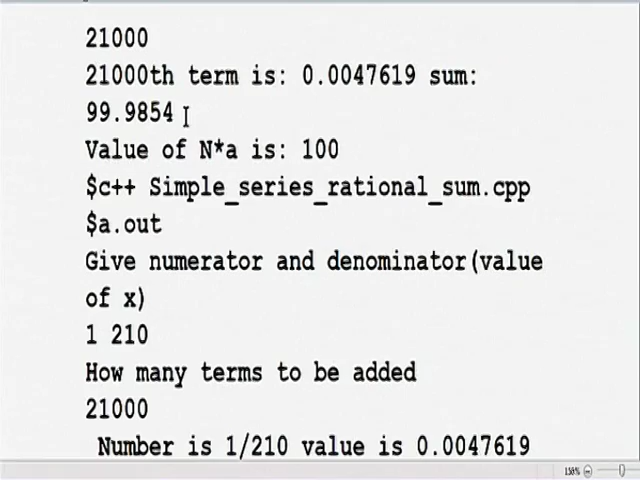 21000
21000th term is: 0.0047619 sum:
99.9854
Value of N*a is: 100
$c++ Simple_series_rational_sum.cpp
$a.out
Give numerator and denominator(value
of x)
1 210
How many terms to be added
21000
Number is 1/210 value is 0.0047619
158%